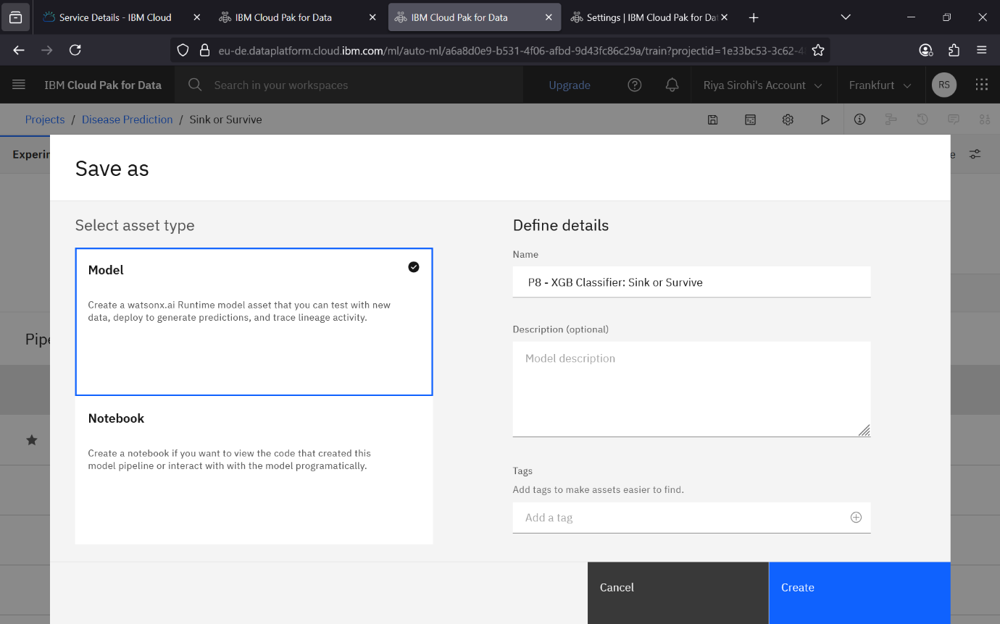 Service Details - IBM Cloud
IBM Cloud Pak for Data
IBM Cloud Pak for Data
Settings | IBM Cloud Pak for Dat
eu-de.dataplatform.cloud.ibm.com/ml/auto-ml/a6a8d0e9-b531-4f06-afbd-9d43fc86c29a/train?projectid=1e33bc53-3c62-4
IBM Cloud Pak for Data
Search in your workspaces
Upgrade
Riya Sirohi's Account
Frankfurt
RS
Projects / Disease Prediction / Sink or Survive
Experin
e
Save as
Select asset type
Model
Create a watsonx.ai Runtime model asset that you can test with new
data, deploy to generate predictions, and trace lineage activity.
Notebook
Create a notebook if you want to view the code that created this
model pipeline or interact with with the model programatically.
Define details
Name
P8 - XGB Classifier: Sink or Survive
Description (optional)
Model description
Tags
Add tags to make assets easier to find.
Add a tag
Pipe
Cancel
Create